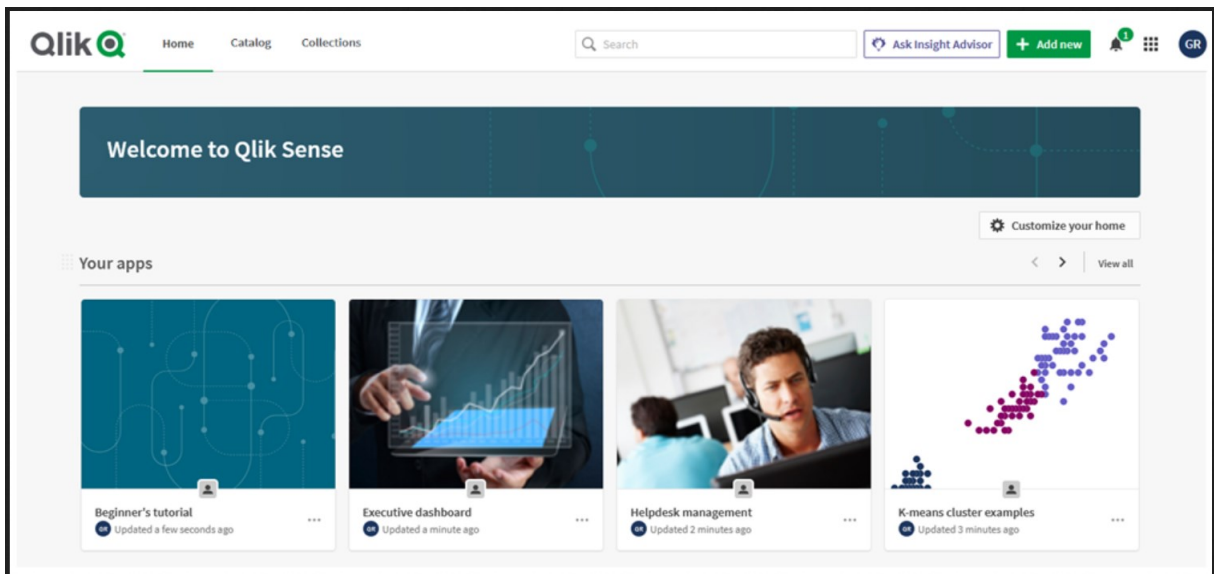 Qlik
Home Catalog Collections Search Ask Insight Advisor + Add new 1 GR
Welcome to Qlik Sense
Customize your home
Your apps < > View all
Beginner's tutorial
GR Updated a few seconds ago
Executive dashboard
GR Updated a minute ago
Helpdesk management
GR Updated 2 minutes ago
K-means cluster examples
GR Updated 3 minutes ago